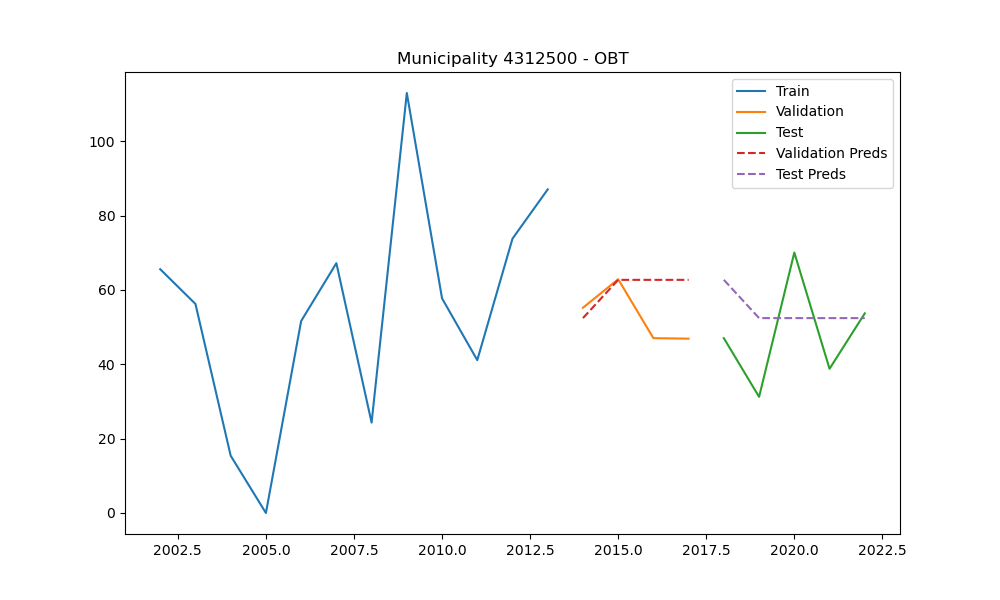 Municipality 4312500 - OBT
Train
Validation
Test
Validation Preds
Test Preds
100
80
60
40
20
0
2002.5 2005.0 2007.5 2010.0 2012.5 2015.0 2017.5 2020.0 2022.5